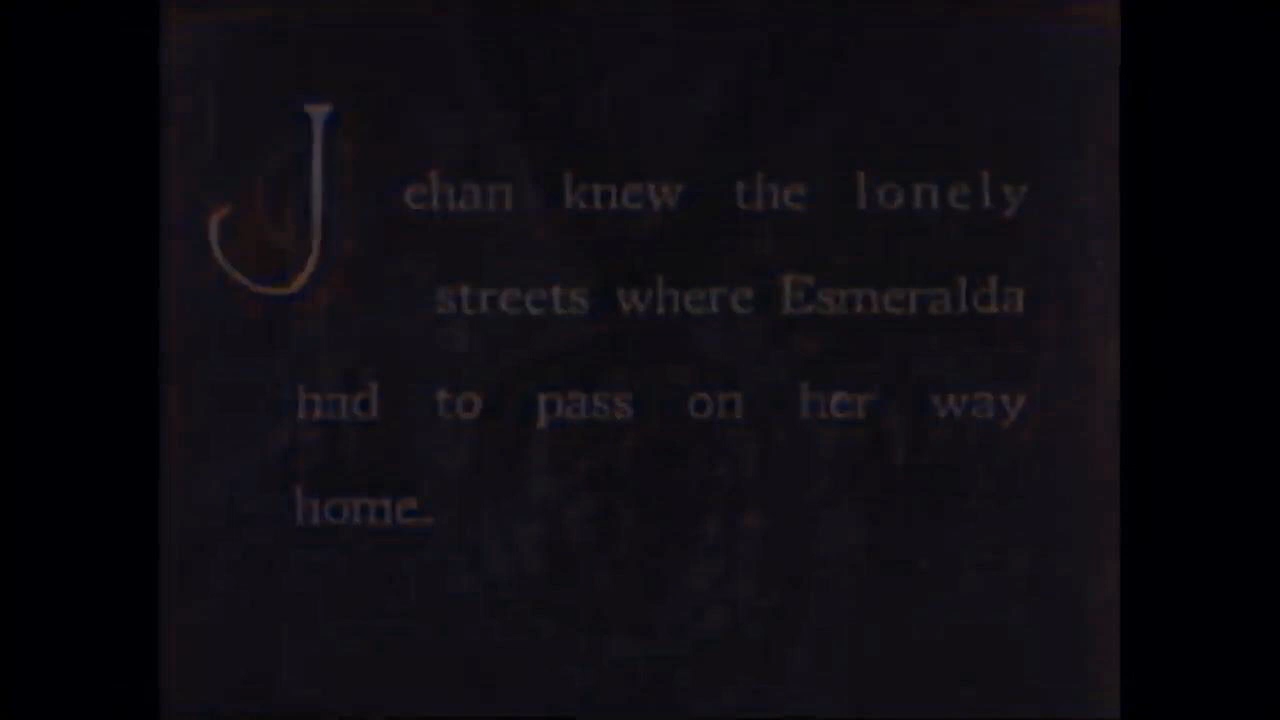 Jehan knew the lonely
streets where Esmeralda
had to pass on her way
home.